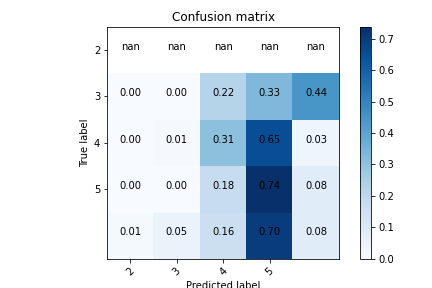 Confusion matrix
2 nan nan nan nan nan
3 0.00 0.00 0.22 0.33 0.44
4 0.00 0.01 0.31 0.65 0.03
5 0.00 0.00 0.18 0.74 0.08
0.01 0.05 0.16 0.70 0.08
True label
2 3 4 5
Predicted label
0.7
0.6
0.5
0.4
0.3
0.2
0.1
0.0